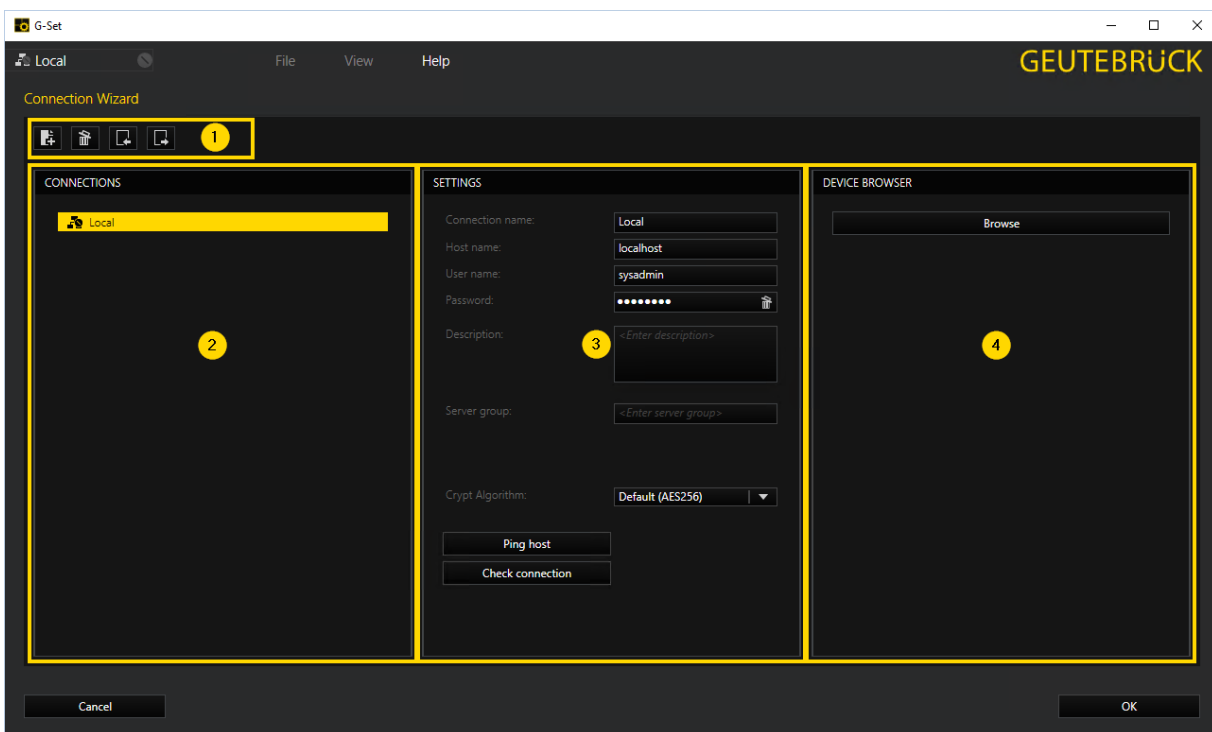 G-Set
Local File View Help GEUTEBRÜCK
Connection Wizard
1
CONNECTIONS
Local
2
SETTINGS
Connection name: Local
Host name: localhost
User name: sysadmin
Password: ••••••••
Description: <Enter description>
3
Server group: <Enter server group>
Crypt Algorithm: Default (AES256)
Ping host
Check connection
DEVICE BROWSER
Browse
4
Cancel OK